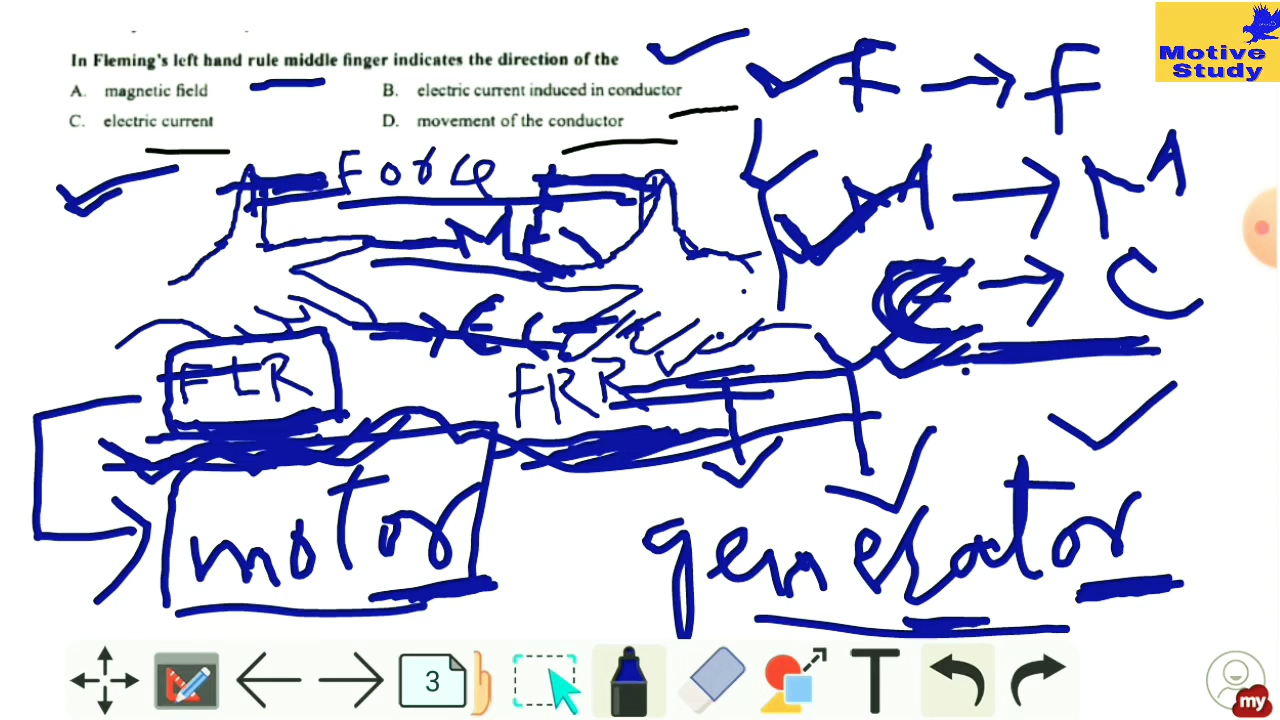 Motive
Study
In Fleming's left hand rule middle finger indicates the direction of the
A. magnetic field B. electric current induced in conductor
C. electric current D. movement of the conductor
F → F
Force
M → M
→ C
FLR FRR
motor generator
3 T
my